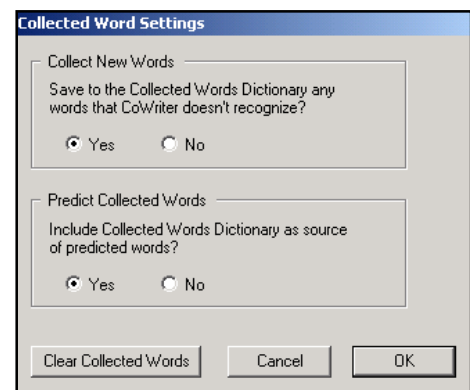 Collected Word Settings
Collect New Words
Save to the Collected Words Dictionary any
words that CoWriter doesn't recognize?
Yes No
Predict Collected Words
Include Collected Words Dictionary as source
of predicted words?
Yes No
Clear Collected Words Cancel OK